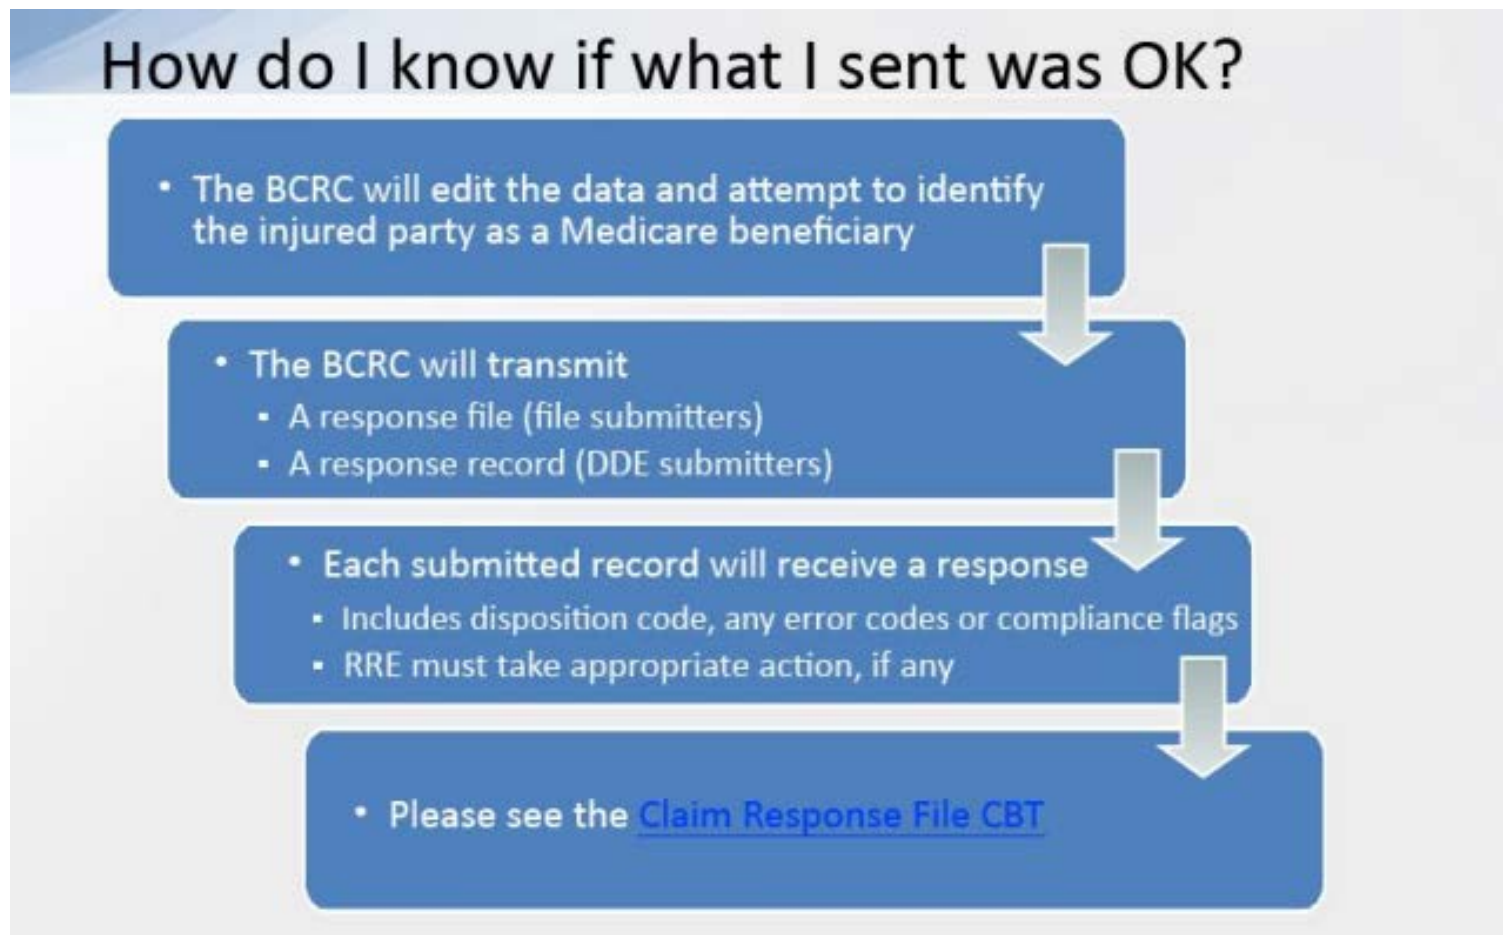 How do I know if what I sent was OK?
• The BCRC will edit the data and attempt to identify
the injured party as a Medicare beneficiary
• The BCRC will transmit
▪ A response file (file submitters)
▪ A response record (DDE submitters)
• Each submitted record will receive a response
▪ Includes disposition code, any error codes or compliance flags
▪ RRE must take appropriate action, if any
• Please see the Claim Response File CBT